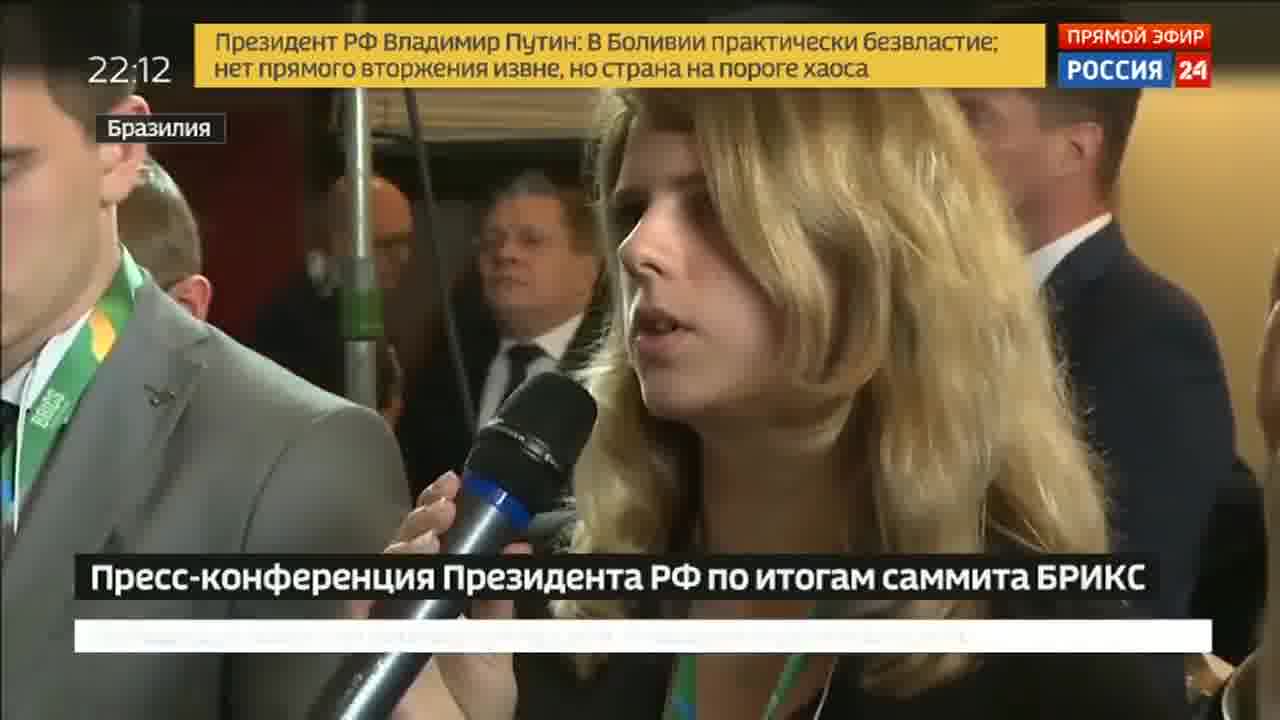 22:12
Президент РФ Владимир Путин: В Боливии практически безвластие;
нет прямого вторжения извне, но страна на пороге хаоса
ПРЯМОЙ ЭФИР
РОССИЯ 24
Бразилия
BRICS
Пресс-конференция Президента РФ по итогам саммита БРИКС